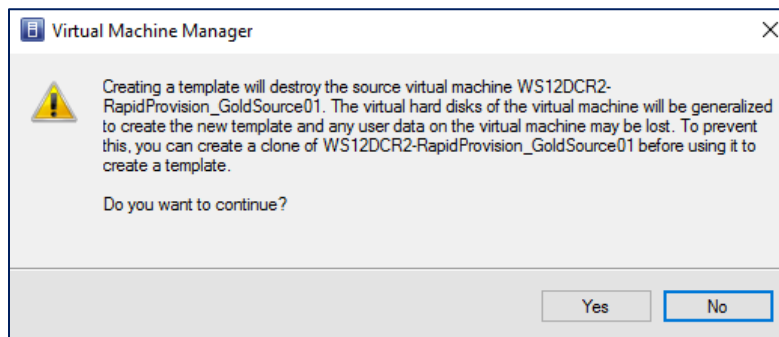 Virtual Machine Manager
Creating a template will destroy the source virtual machine WS12DCR2-
RapidProvision_GoldSource01. The virtual hard disks of the virtual machine will be generalized
to create the new template and any user data on the virtual machine may be lost. To prevent
this, you can create a clone of WS12DCR2-RapidProvision_GoldSource01 before using it to
create a template.
Do you want to continue?
Yes
No